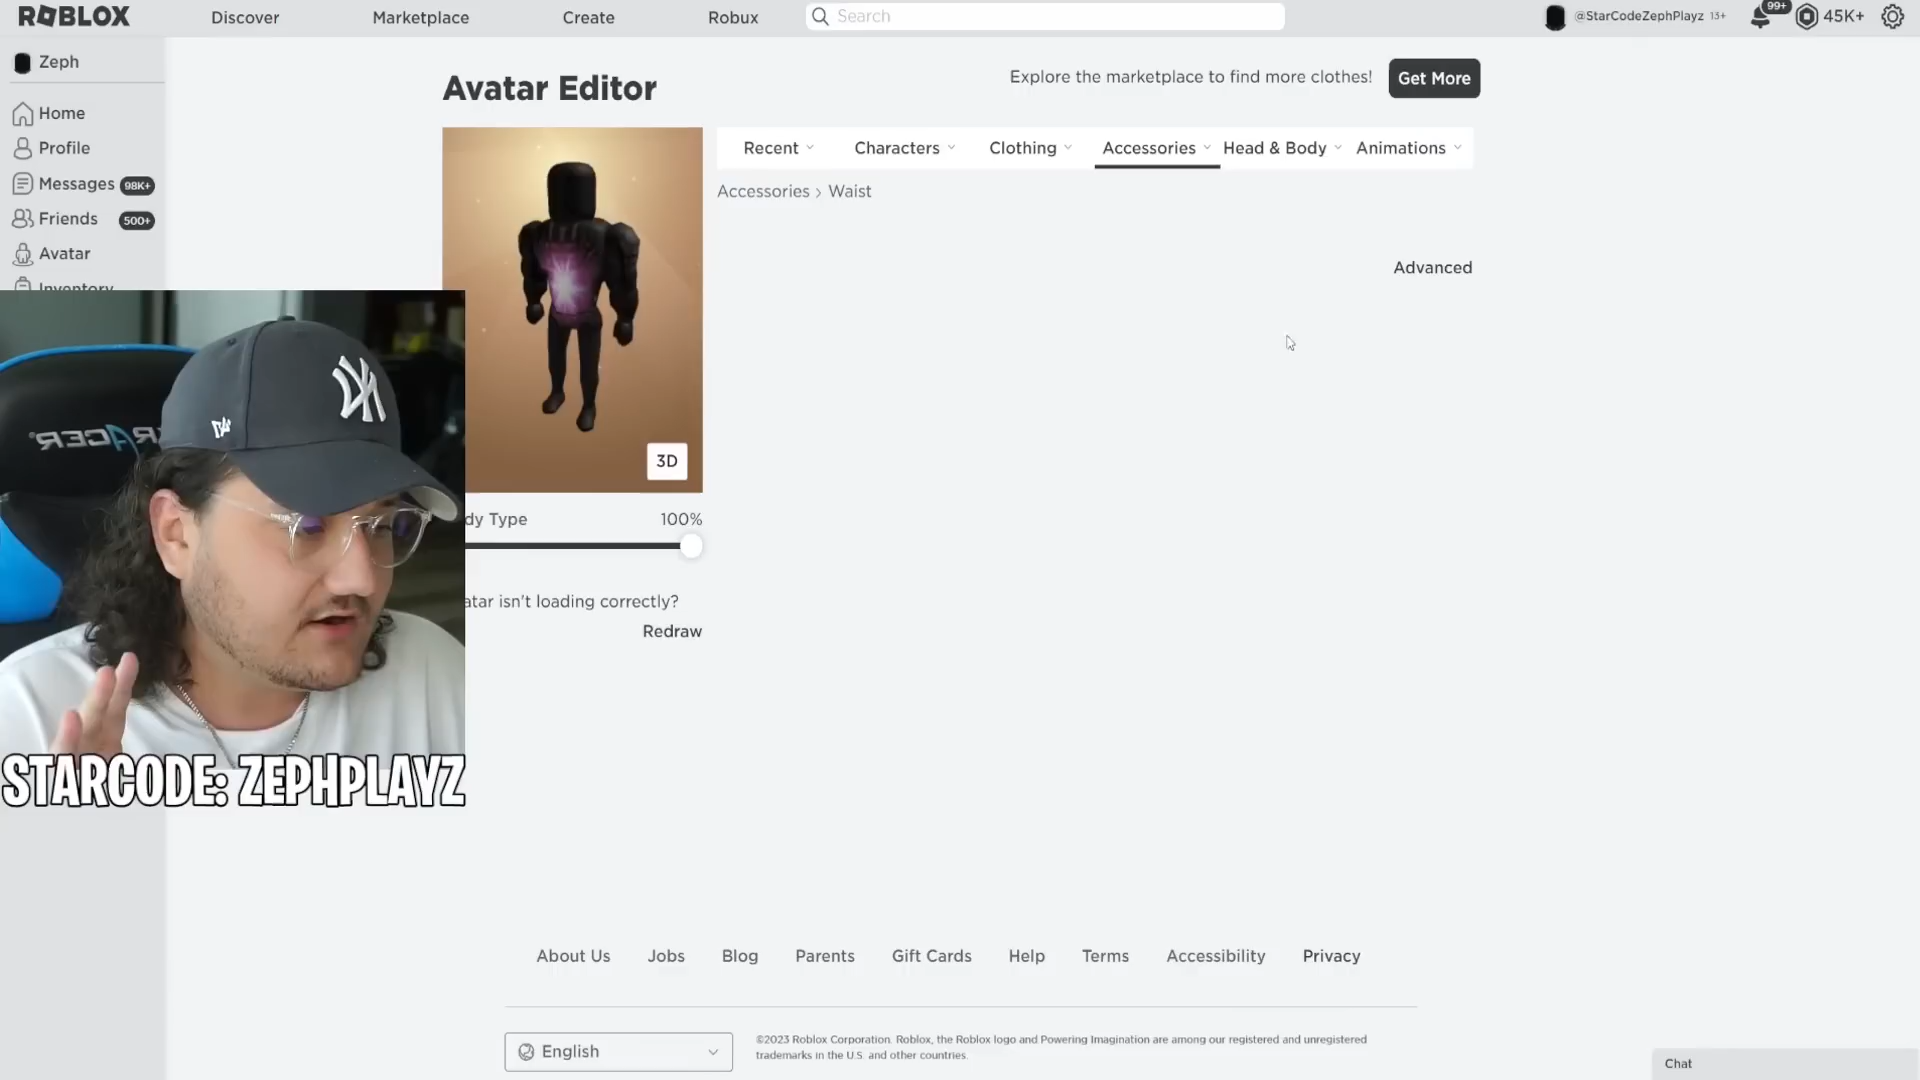 ROBLOX
Discover
Marketplace
Create
Robux
Search
@StarCodeZephPlayz 13+
99+
45K+
Zeph
Home
Profile
Messages 98K+
Friends 500+
Avatar
Inventory
Avatar Editor
Explore the marketplace to find more clothes!
Get More
Recent
Characters
Clothing
Accessories
Head & Body
Animations
Accessories › Waist
Advanced
3D
dy Type 100%
atar isn't loading correctly?
Redraw
STARCODE: ZEPHPLAYZ
About Us
Jobs
Blog
Parents
Gift Cards
Help
Terms
Accessibility
Privacy
English
©2023 Roblox Corporation. Roblox, the Roblox logo and Powering Imagination are among our registered and unregistered
trademarks in the U.S. and other countries.
Chat